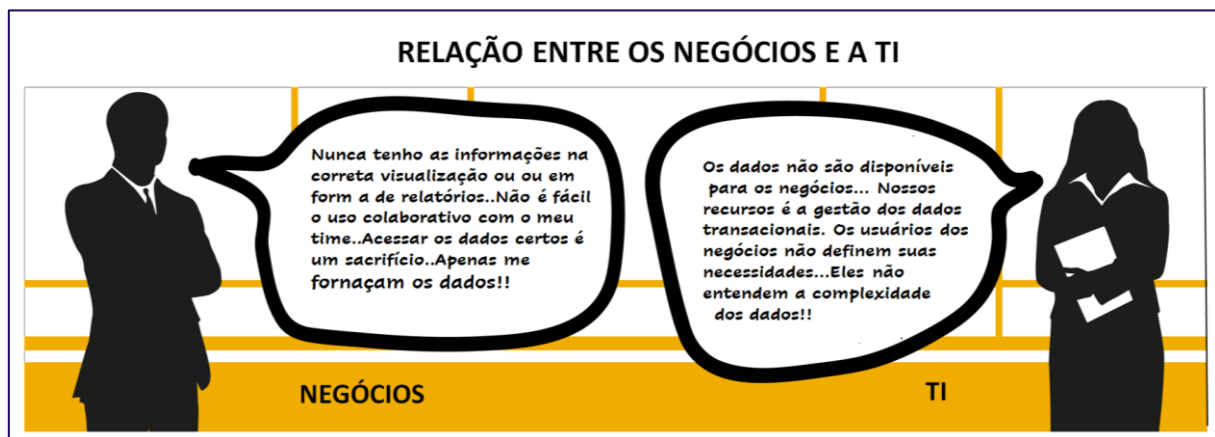 RELAÇÃO ENTRE OS NEGÓCIOS E A TI
Nunca tenho as informações na
correta visualização ou ou em
form a de relatórios..Não é fácil
o uso colaborativo com o meu
time..Acessar os dados certos é
um sacrifício..Apenas me
fornaçam os dados!!
Os dados não são disponíveis
para os negócios... Nossos
recursos é a gestão dos dados
transacionais. Os usuários dos
negócios não definem suas
necessidades...Eles não
entendem a complexidade
dos dados!!
NEGÓCIOS
TI